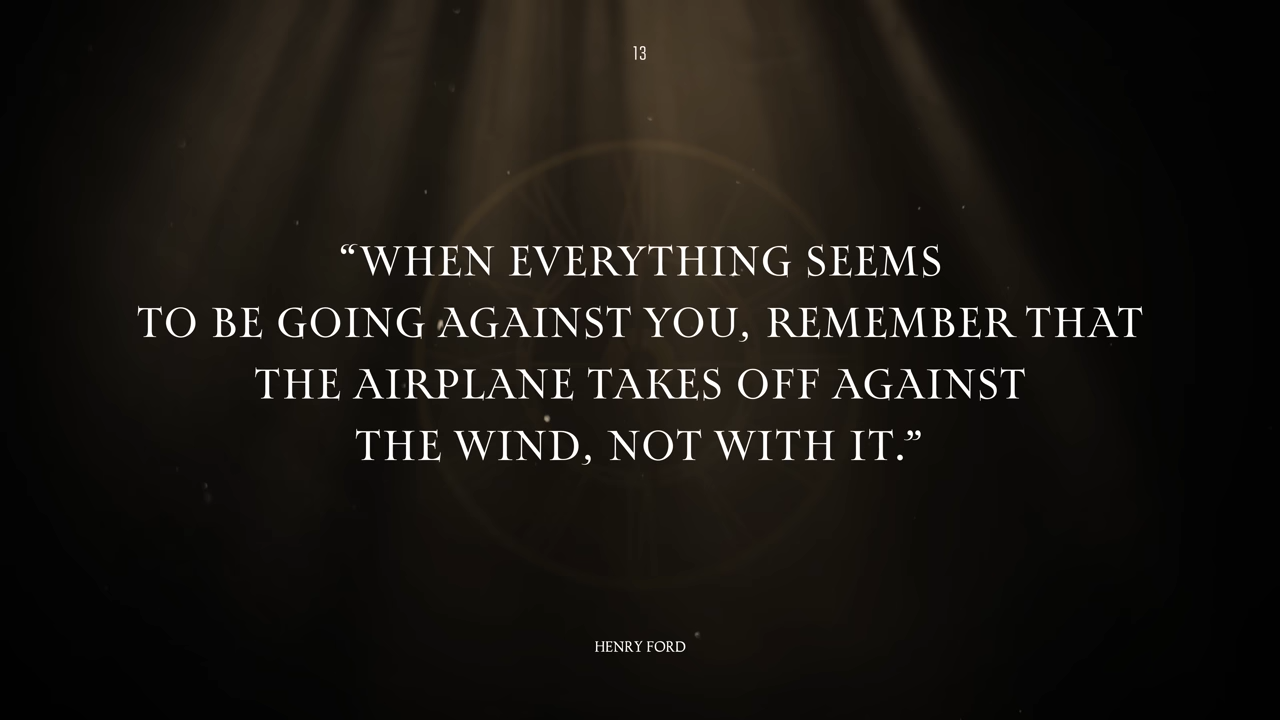 13
“WHEN EVERYTHING SEEMS
TO BE GOING AGAINST YOU, REMEMBER THAT
THE AIRPLANE TAKES OFF AGAINST
THE WIND, NOT WITH IT.”
HENRY FORD